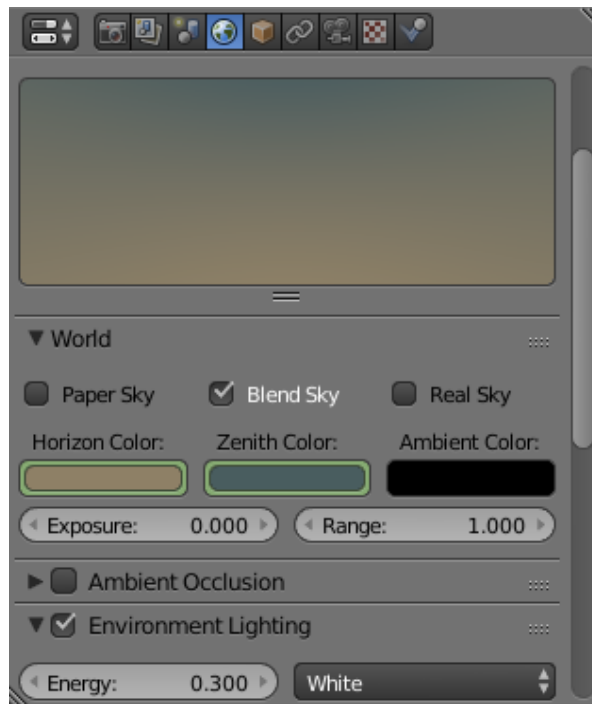 World
Paper Sky Blend Sky Real Sky
Horizon Color: Zenith Color: Ambient Color:
Exposure: 0.000 Range: 1.000
Ambient Occlusion
Environment Lighting
Energy: 0.300 White